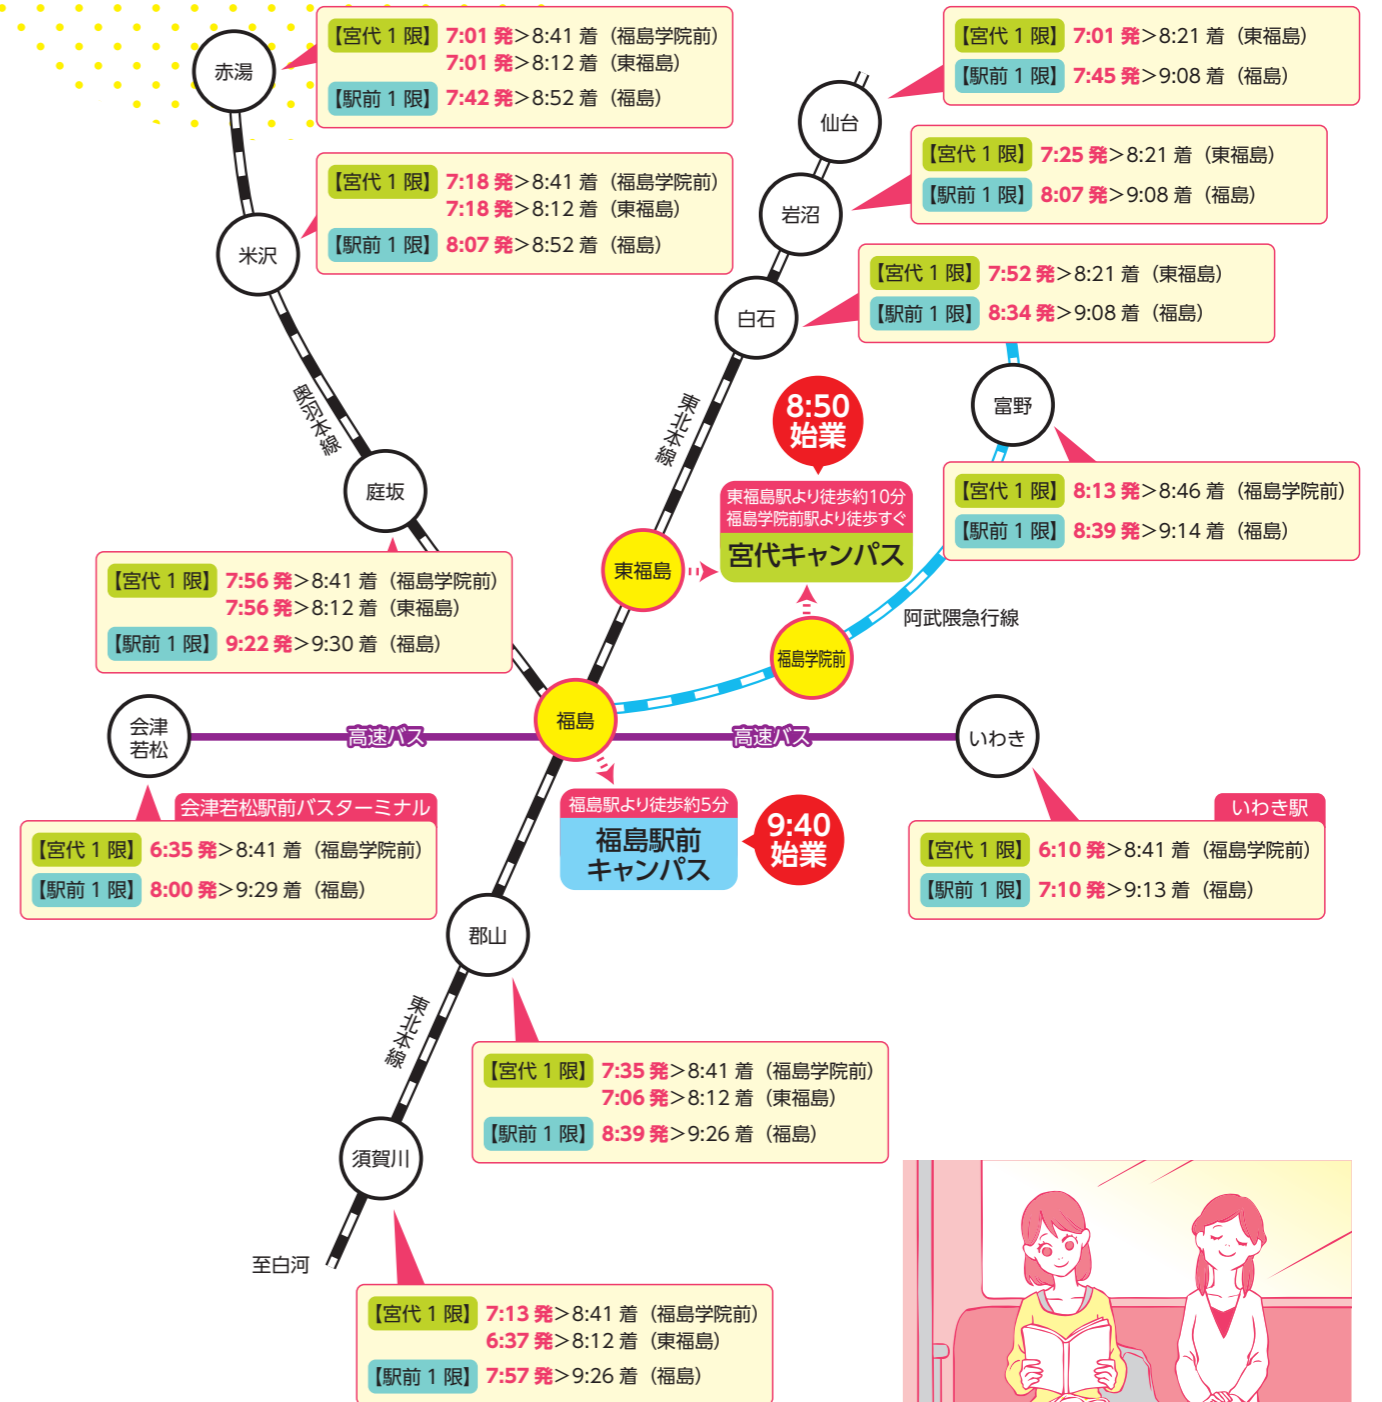 赤湯
【宮代 1 限】 7:01 発>8:41 着（福島学院前）
7:01 発>8:12 着（東福島）
【駅前 1 限】 7:42 発>8:52 着（福島）
仙台
【宮代 1 限】 7:01 発>8:21 着（東福島）
【駅前 1 限】 7:45 発>9:08 着（福島）
米沢
【宮代 1 限】 7:18 発>8:41 着（福島学院前）
7:18 発>8:12 着（東福島）
【駅前 1 限】 8:07 発>8:52 着（福島）
岩沼
【宮代 1 限】 7:25 発>8:21 着（東福島）
【駅前 1 限】 8:07 発>9:08 着（福島）
白石
【宮代 1 限】 7:52 発>8:21 着（東福島）
【駅前 1 限】 8:34 発>9:08 着（福島）
奥羽本線
東北本線
8:50
始業
東福島駅より徒歩約10分
福島学院前駅より徒歩すぐ
宮代キャンパス
富野
【宮代 1 限】 8:13 発>8:46 着（福島学院前）
【駅前 1 限】 8:39 発>9:14 着（福島）
庭坂
【宮代 1 限】 7:56 発>8:41 着（福島学院前）
7:56 発>8:12 着（東福島）
【駅前 1 限】 9:22 発>9:30 着（福島）
東福島
福島学院前
阿武隈急行線
福島
会津
若松
高速バス
高速バス
いわき
会津若松駅前バスターミナル
【宮代 1 限】 6:35 発>8:41 着（福島学院前）
【駅前 1 限】 8:00 発>9:29 着（福島）
福島駅より徒歩約5分
福島駅前
キャンパス
9:40
始業
いわき駅
【宮代 1 限】 6:10 発>8:41 着（福島学院前）
【駅前 1 限】 7:10 発>9:13 着（福島）
郡山
【宮代 1 限】 7:35 発>8:41 着（福島学院前）
7:06 発>8:12 着（東福島）
【駅前 1 限】 8:39 発>9:26 着（福島）
東北本線
須賀川
至白河
【宮代 1 限】 7:13 発>8:41 着（福島学院前）
6:37 発>8:12 着（東福島）
【駅前 1 限】 7:57 発>9:26 着（福島）